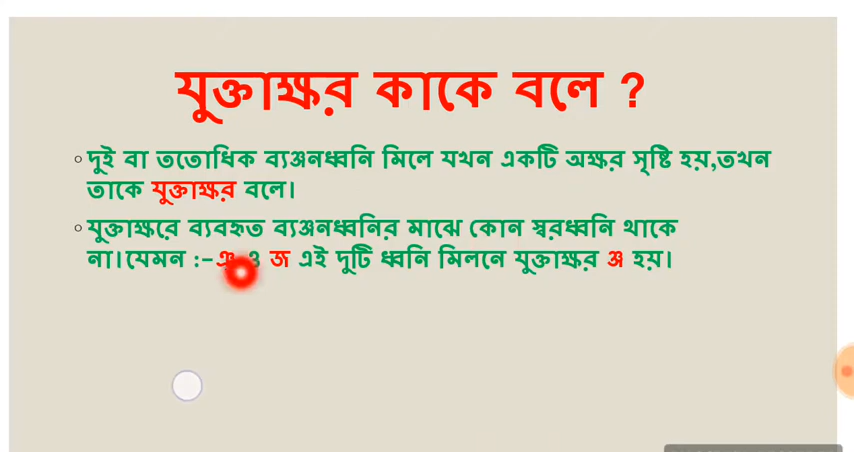 যুক্তাক্ষর কাকে বলে ?
দুই বা ততোধিক ব্যঞ্জনধ্বনি মিলে যখন একটি অক্ষর সৃষ্টি হয়,তখন
তাকে যুক্তাক্ষর বলে।
যুক্তাক্ষরে ব্যবহৃত ব্যঞ্জনধ্বনির মাঝে কোন স্বরধ্বনি থাকে
না।যেমন :-ঞ ও জ এই দুটি ধ্বনি মিলনে যুক্তাক্ষর ঞ্জ হয়।